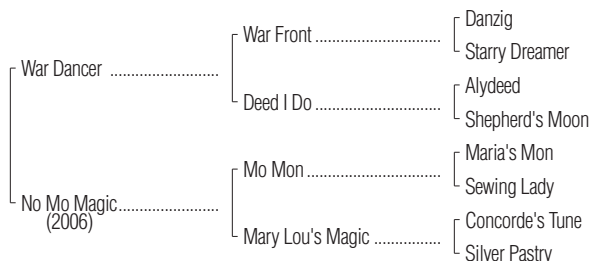 Danzig
War Front ........................................
Starry Dreamer
War Dancer ..................................
Alydeed
Deed I Do ........................................
Shepherd's Moon
Maria's Mon
Mo Mon ...........................................
Sewing Lady
No Mo Magic ...............................
(2006)
Concorde's Tune
Mary Lou's Magic .....................
Silver Pastry